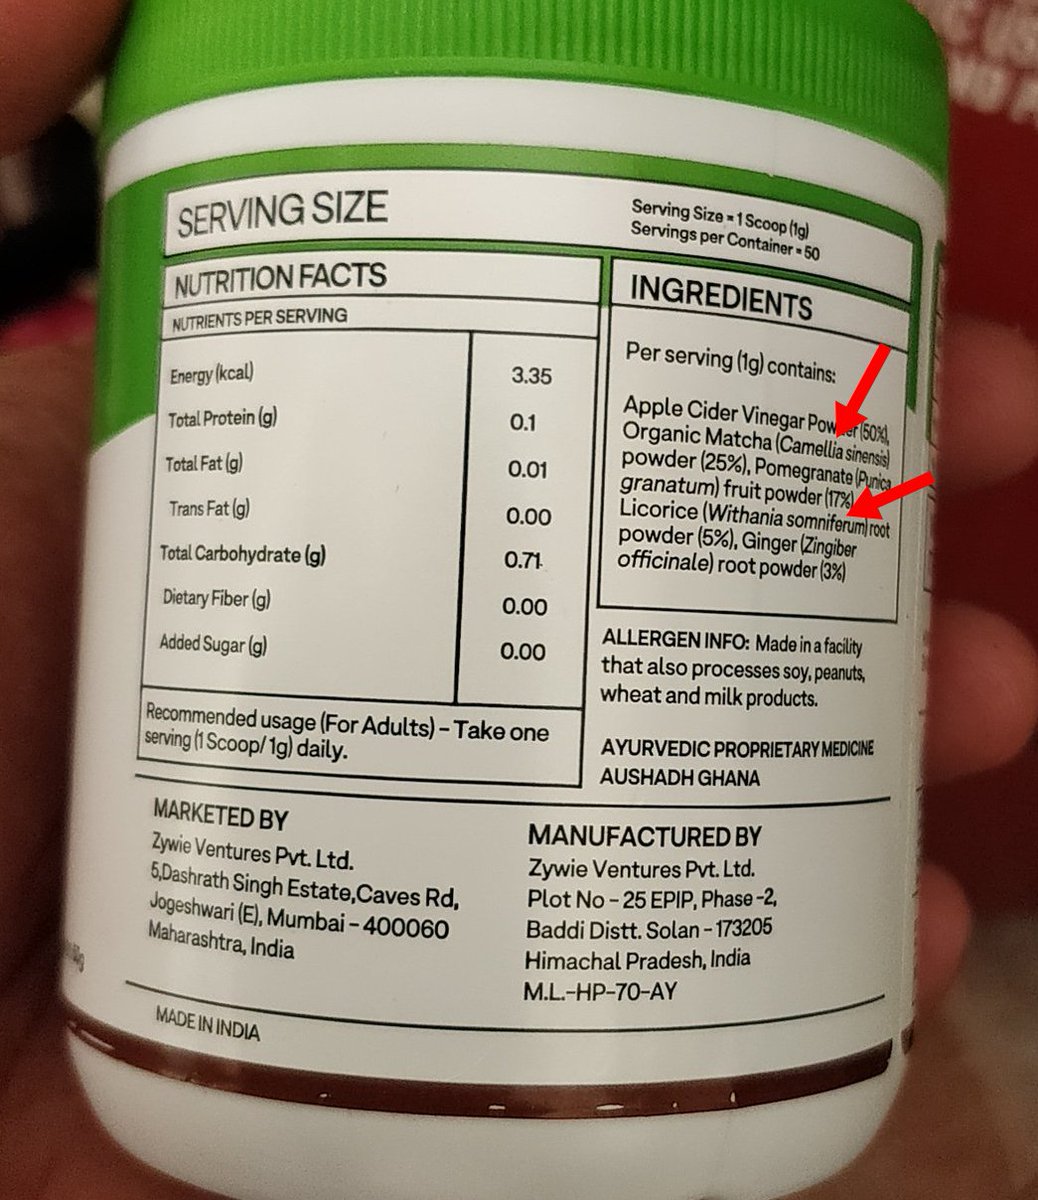 SERVING SIZE
Serving Size = 1 Scoop (1g)
Servings per Container = 50
NUTRITION FACTS
NUTRIENTS PER SERVING
Energy (kcal) 3.35
Total Protein (g) 0.1
Total Fat (g) 0.01
Trans Fat (g) 0.00
Total Carbohydrate (g) 0.71
Dietary Fiber (g) 0.00
Added Sugar (g) 0.00
Recommended usage (For Adults) – Take one
serving (1 Scoop/ 1g) daily.
INGREDIENTS
Per serving (1g) contains:
Apple Cider Vinegar Powder (50%),
Organic Matcha (Camellia sinensis)
powder (25%), Pomegranate (Punica
granatum) fruit powder (17%)
Licorice (Withania somniferum) root
powder (5%), Ginger (Zingiber
officinale) root powder (3%)
ALLERGEN INFO: Made in a facility
that also processes soy, peanuts,
wheat and milk products.
AYURVEDIC PROPRIETARY MEDICINE
AUSHADH GHANA
MARKETED BY
Zywie Ventures Pvt. Ltd.
5,Dashrath Singh Estate,Caves Rd,
Jogeshwari (E), Mumbai – 400060
Maharashtra, India
MANUFACTURED BY
Zywie Ventures Pvt. Ltd.
Plot No – 25 EPIP, Phase -2,
Baddi Distt. Solan – 173205
Himachal Pradesh, India
M.L.-HP-70-AY
MADE IN INDIA